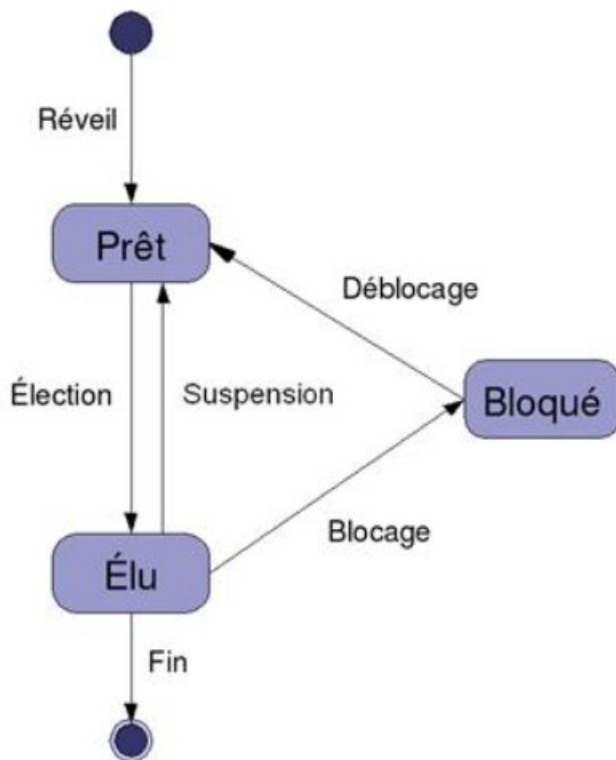 Réveil
Prêt
Déblocage
Élection
Suspension
Bloqué
Blocage
Élu
Fin